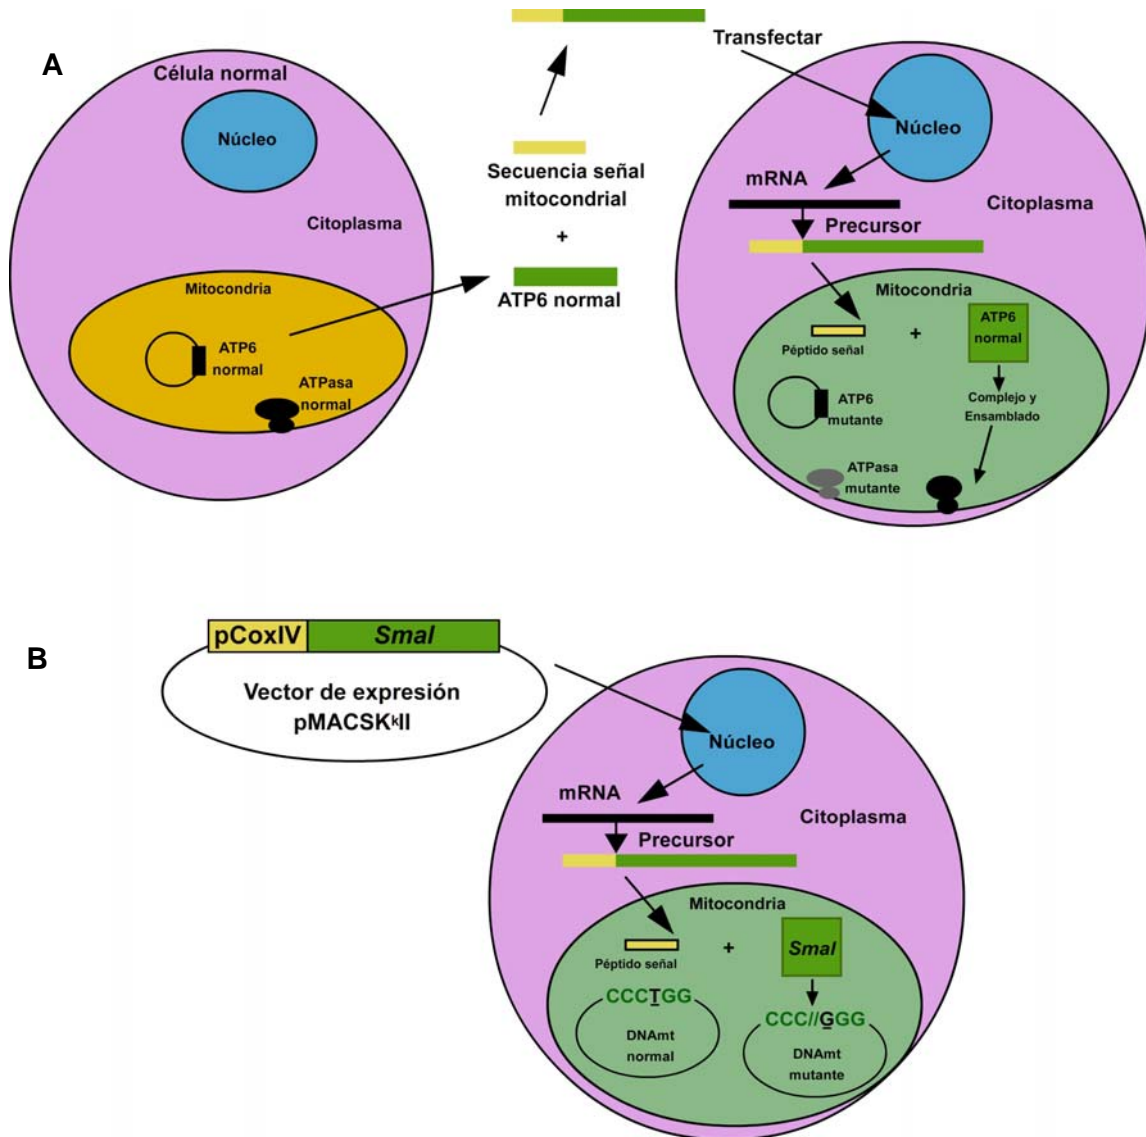 A
Célula normal
Núcleo
Citoplasma
Mitocondria
ATP6
normal
ATPasa
normal
Secuencia señal
mitocondrial
+
ATP6 normal
Transfectar
Núcleo
mRNA
Citoplasma
Precursor
Mitocondria
Péptido señal
+
ATP6
normal
ATP6
mutante
Complejo y
Ensamblado
ATPasa
mutante
B
pCoxIV
SmaI
Vector de expresión
pMACSKᵏII
Núcleo
mRNA
Citoplasma
Precursor
Mitocondria
Péptido señal
+
SmaI
CCCTGG
DNAmt
normal
CCC//GGG
DNAmt
mutante